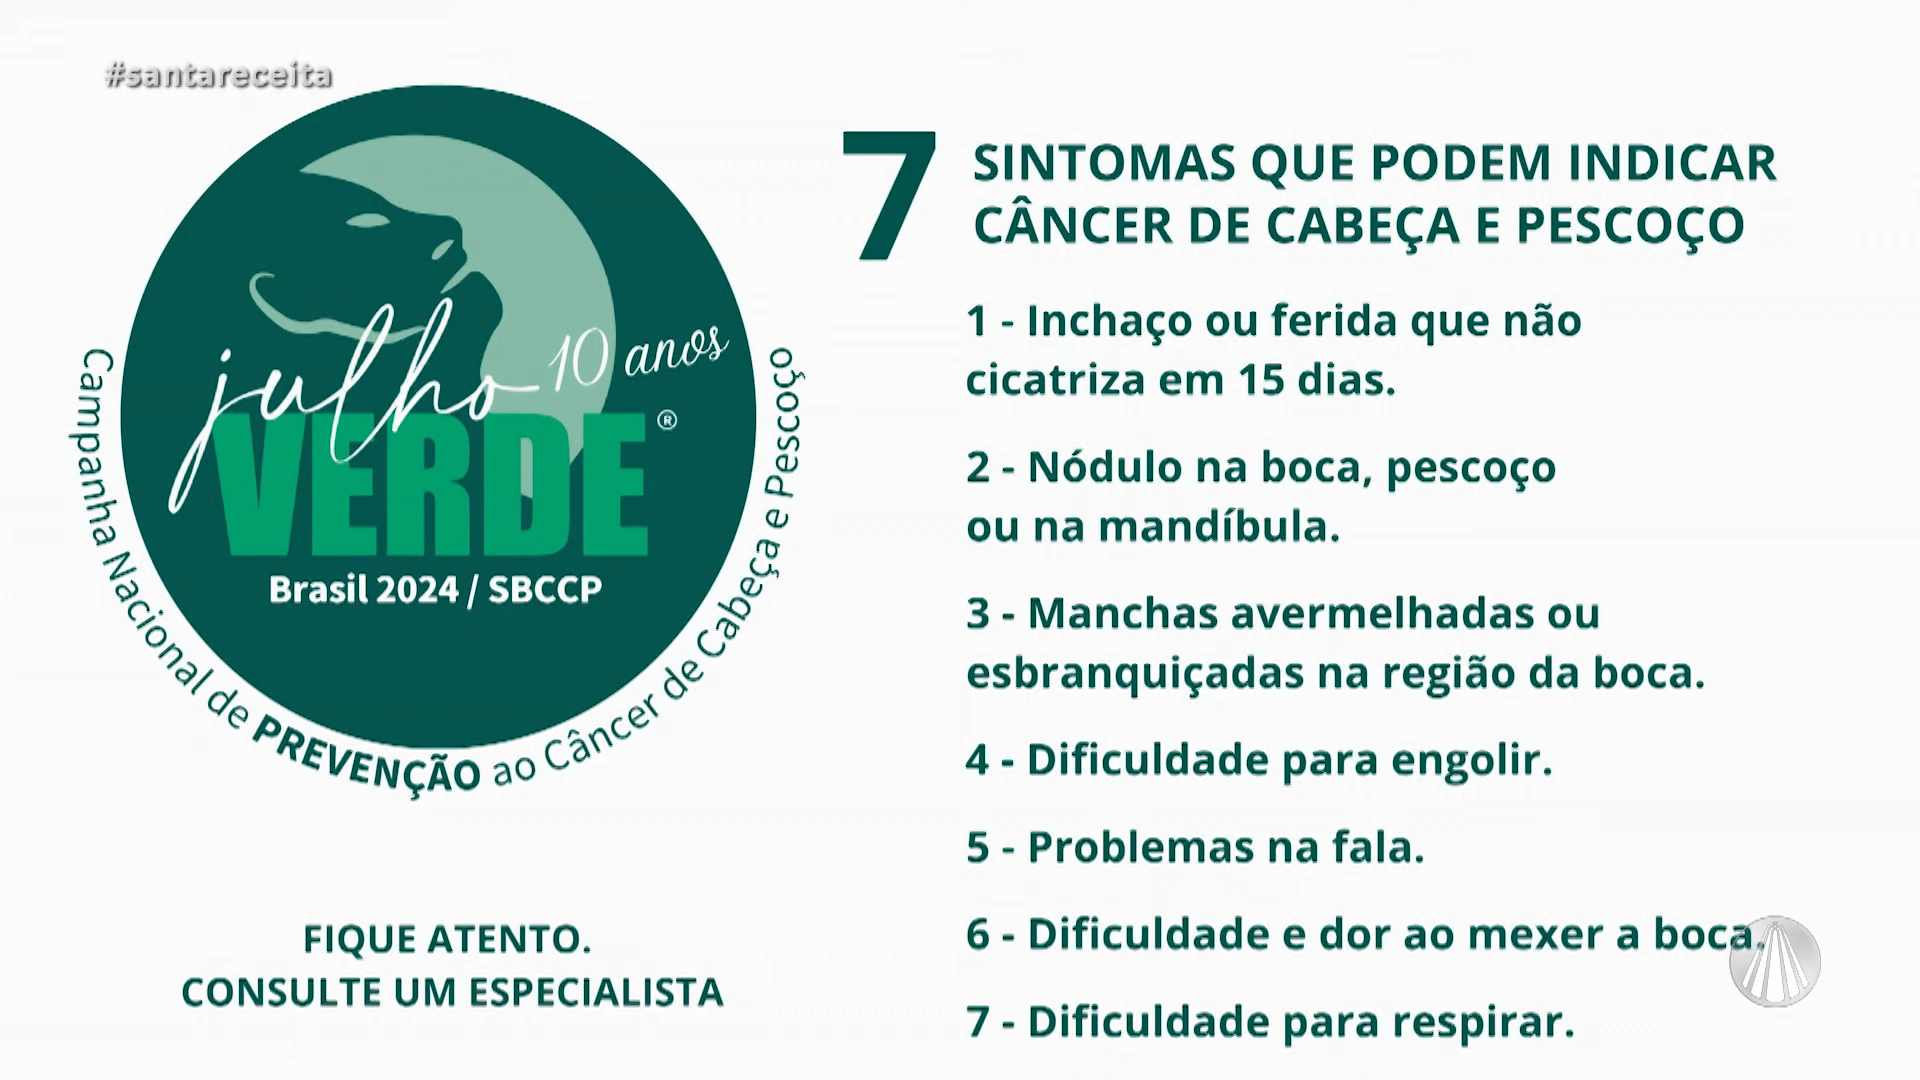 #santareceita
julho 10 anos
VERDE®
Brasil 2024 / SBCCP
Campanha Nacional de PREVENÇÃO ao Câncer de Cabeça e Pescoço
FIQUE ATENTO.
CONSULTE UM ESPECIALISTA
7 SINTOMAS QUE PODEM INDICAR
CÂNCER DE CABEÇA E PESCOÇO
1 - Inchaço ou ferida que não
cicatriza em 15 dias.
2 - Nódulo na boca, pescoço
ou na mandíbula.
3 - Manchas avermelhadas ou
esbranquiçadas na região da boca.
4 - Dificuldade para engolir.
5 - Problemas na fala.
6 - Dificuldade e dor ao mexer a boca.
7 - Dificuldade para respirar.